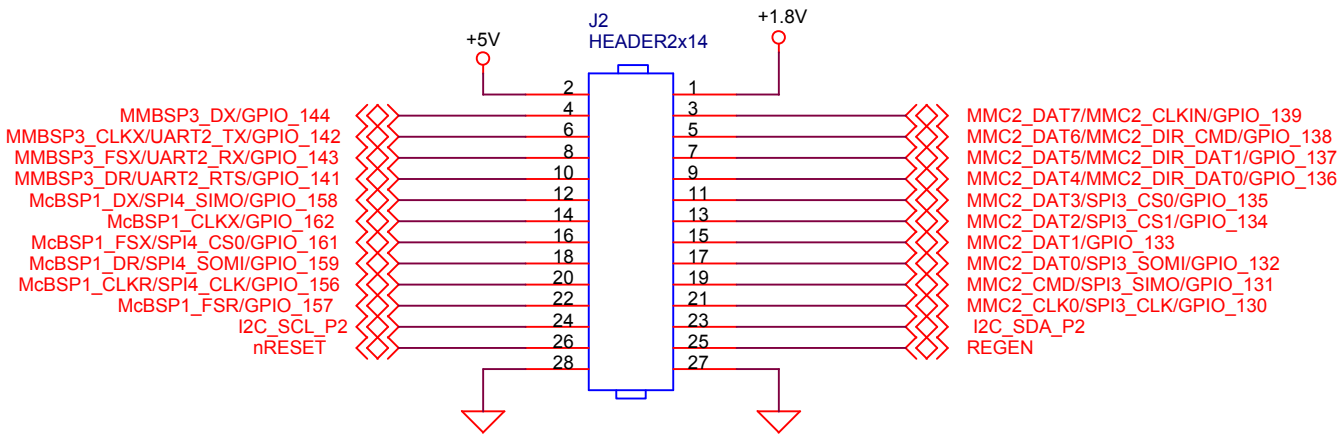 J2
HEADER2x14
+5V
+1.8V
2 1
MMBSP3_DX/GPIO_144 4 3 MMC2_DAT7/MMC2_CLKIN/GPIO_139
MMBSP3_CLKX/UART2_TX/GPIO_142 6 5 MMC2_DAT6/MMC2_DIR_CMD/GPIO_138
MMBSP3_FSX/UART2_RX/GPIO_143 8 7 MMC2_DAT5/MMC2_DIR_DAT1/GPIO_137
MMBSP3_DR/UART2_RTS/GPIO_141 10 9 MMC2_DAT4/MMC2_DIR_DAT0/GPIO_136
McBSP1_DX/SPI4_SIMO/GPIO_158 12 11 MMC2_DAT3/SPI3_CS0/GPIO_135
McBSP1_CLKX/GPIO_162 14 13 MMC2_DAT2/SPI3_CS1/GPIO_134
McBSP1_FSX/SPI4_CS0/GPIO_161 16 15 MMC2_DAT1/GPIO_133
McBSP1_DR/SPI4_SOMI/GPIO_159 18 17 MMC2_DAT0/SPI3_SOMI/GPIO_132
McBSP1_CLKR/SPI4_CLK/GPIO_156 20 19 MMC2_CMD/SPI3_SIMO/GPIO_131
McBSP1_FSR/GPIO_157 22 21 MMC2_CLK0/SPI3_CLK/GPIO_130
I2C_SCL_P2 24 23 I2C_SDA_P2
nRESET 26 25 REGEN
28 27